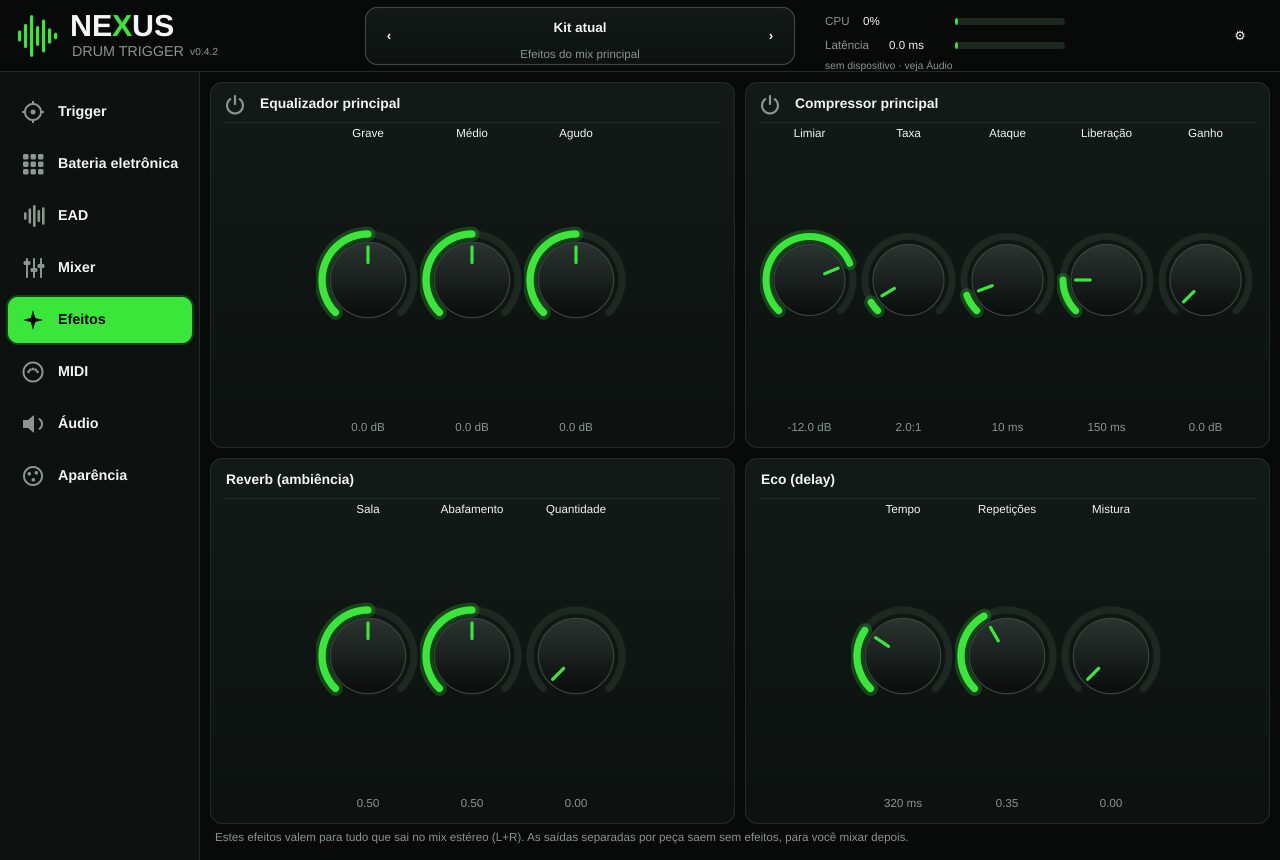 NEXUS
DRUM TRIGGER v0.4.2
‹ Kit atual ›
Efeitos do mix principal
CPU 0%
Latência 0.0 ms
sem dispositivo · veja Áudio
Trigger
Bateria eletrônica
EAD
Mixer
Efeitos
MIDI
Áudio
Aparência
Equalizador principal
Grave Médio Agudo
0.0 dB 0.0 dB 0.0 dB
Compressor principal
Limiar Taxa Ataque Liberação Ganho
-12.0 dB 2.0:1 10 ms 150 ms 0.0 dB
Reverb (ambiência)
Sala Abafamento Quantidade
0.50 0.50 0.00
Eco (delay)
Tempo Repetições Mistura
320 ms 0.35 0.00
Estes efeitos valem para tudo que sai no mix estéreo (L+R). As saídas separadas por peça saem sem efeitos, para você mixar depois.